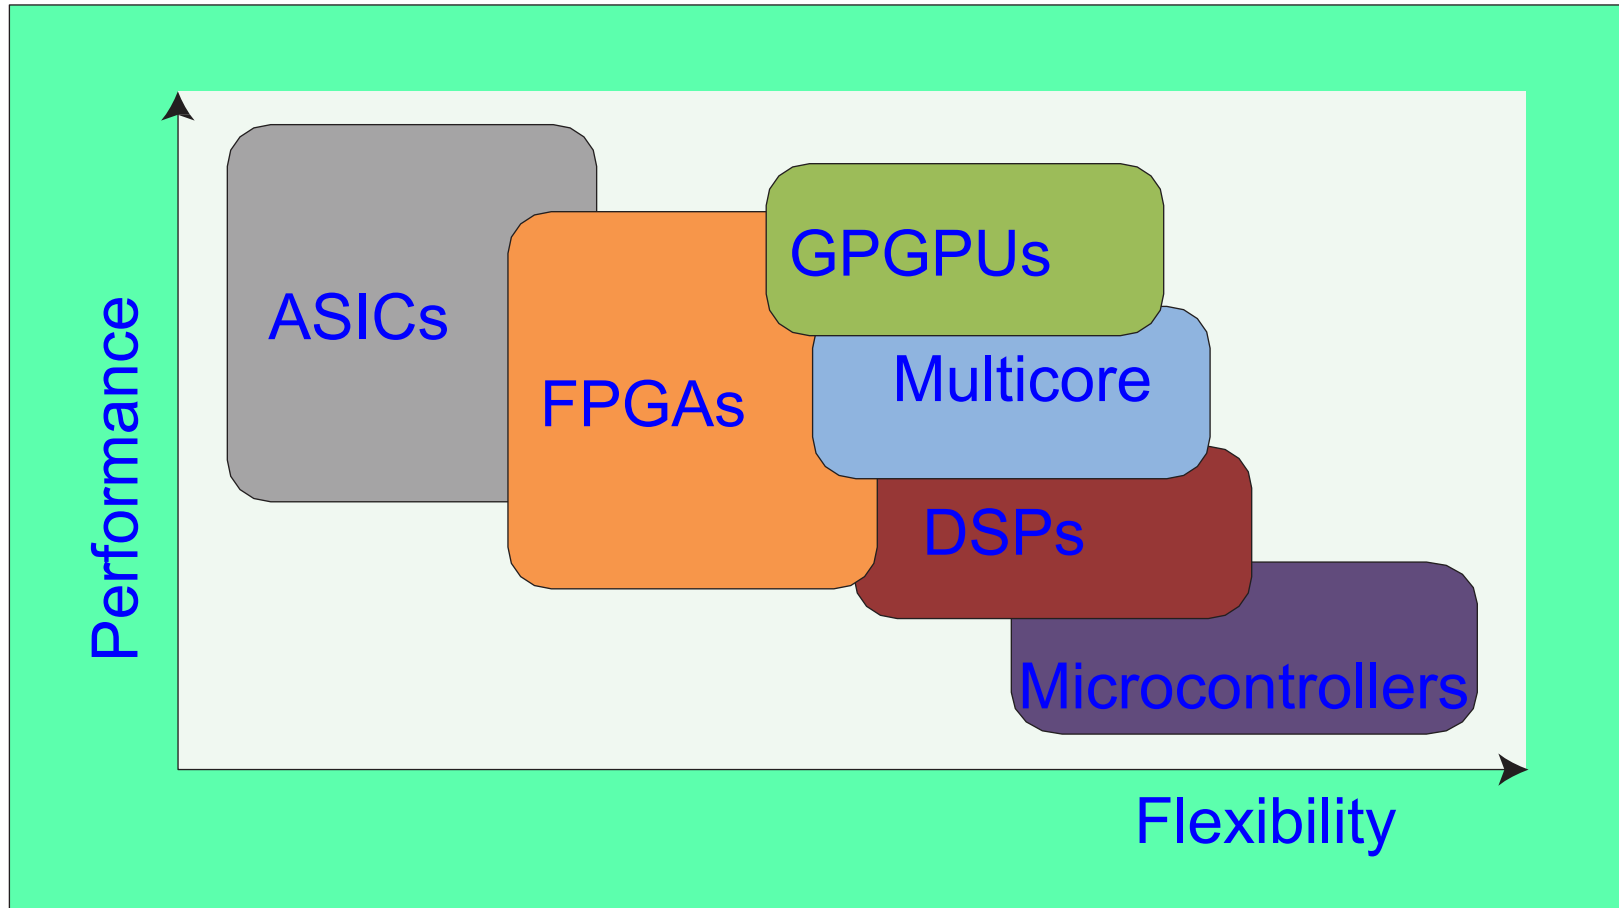 GPGPUs
ASICs
Multicore
FPGAs
DSPs
Microcontrollers
Performance
Flexibility